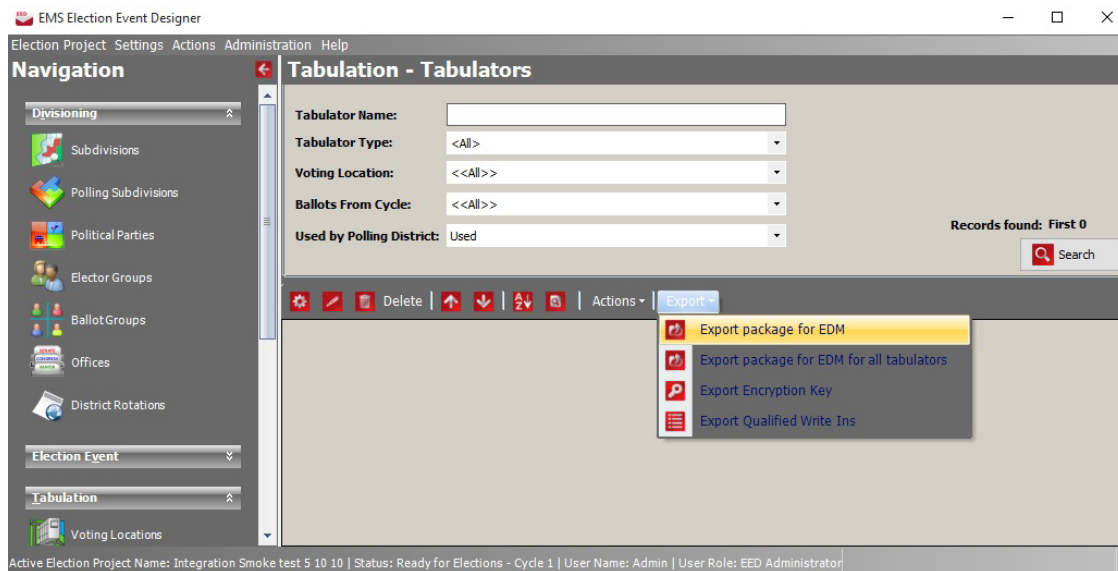 EED EMS Election Event Designer
Election Project Settings Actions Administration Help
Navigation
Divisioning
Subdivisions
Polling Subdivisions
Political Parties
Elector Groups
Ballot Groups
Offices
District Rotations
Election Event
Tabulation
Voting Locations
Tabulation - Tabulators
Tabulator Name:
Tabulator Type: <All>
Voting Location: <<All>>
Ballots From Cycle: <<All>>
Used by Polling District: Used
Records found: First 0
Search
Delete Actions Export
Export package for EDM
Export package for EDM for all tabulators
Export Encryption Key
Export Qualified Write Ins
Active Election Project Name: Integration Smoke test 5 10 10 | Status: Ready for Elections - Cycle 1 | User Name: Admin | User Role: EED Administrator